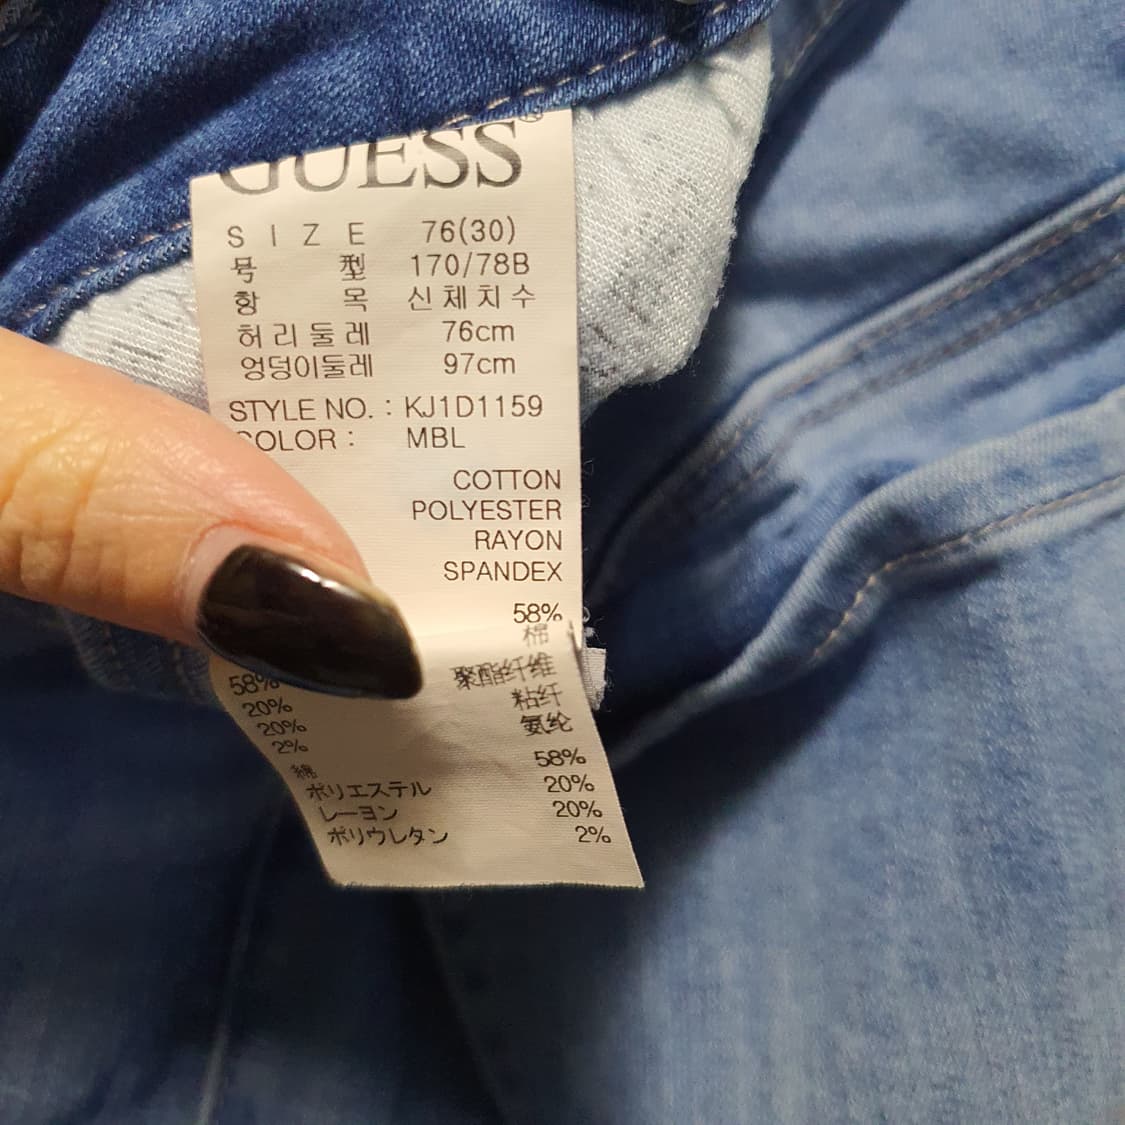 GUESS®
SIZE 76(30)
号型 170/78B
항목 신체치수
허리둘레 76cm
엉덩이둘레 97cm
STYLE NO. : KJ1D1159
COLOR : MBL
COTTON
POLYESTER
RAYON
SPANDEX
58%
棉
58% 聚酯纤维
20% 粘纤
20% 氨纶
2%
綿 58%
ポリエステル 20%
レーヨン 20%
ポリウレタン 2%